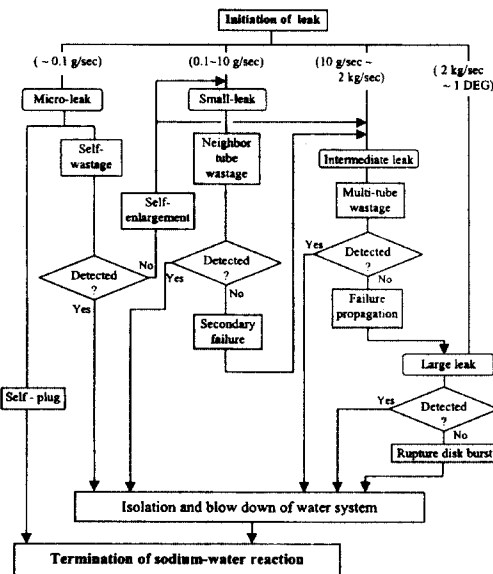 Initiation of leak
( ~ 0.1 g/sec)
(0.1~10 g/sec)
(10 g/sec ~
2 kg/sec)
( 2 kg/sec
~ 1 DEG)
Micro-leak
Small-leak
Self-
wastage
Neighbor
tube
wastage
Intermediate leak
Self-
enlargement
Multi-tube
wastage
Detected
?
No
Yes
Yes
Detected
?
No
Yes
Detected
?
No
Secondary
failure
Failure
propagation
Large leak
Self - plug
Yes
Detected
?
No
Rupture disk burst
Isolation and blow down of water system
Termination of sodium-water reaction